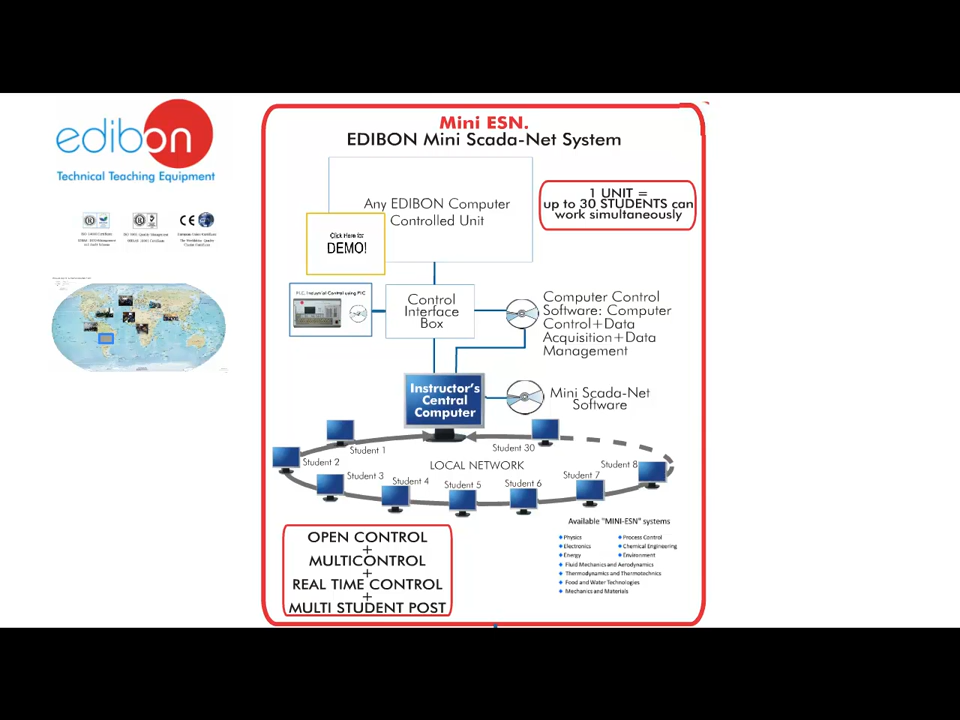 edibon
Technical Teaching Equipment
Mini ESN.
EDIBON Mini Scada-Net System
Any EDIBON Computer
Controlled Unit
1 UNIT =
up to 30 STUDENTS can
work simultaneously
Click Here for
DEMO!
PLC. Industrial Control using PLC
Control
Interface
Box
Computer Control
Software: Computer
Control+Data
Acquisition+Data
Management
Instructor's
Central
Computer
Mini Scada-Net
Software
Student 1
Student 30
Student 2
LOCAL NETWORK
Student 8
Student 3
Student 4
Student 5
Student 6
Student 7
OPEN CONTROL
+
MULTICONTROL
+
REAL TIME CONTROL
+
MULTI STUDENT POST
Available "MINI-ESN" systems
Physics
Process Control
Electronics
Chemical Engineering
Energy
Environment
Fluid Mechanics and Aerodynamics
Thermodynamics and Thermotechnics
Food and Water Technologies
Mechanics and Materials